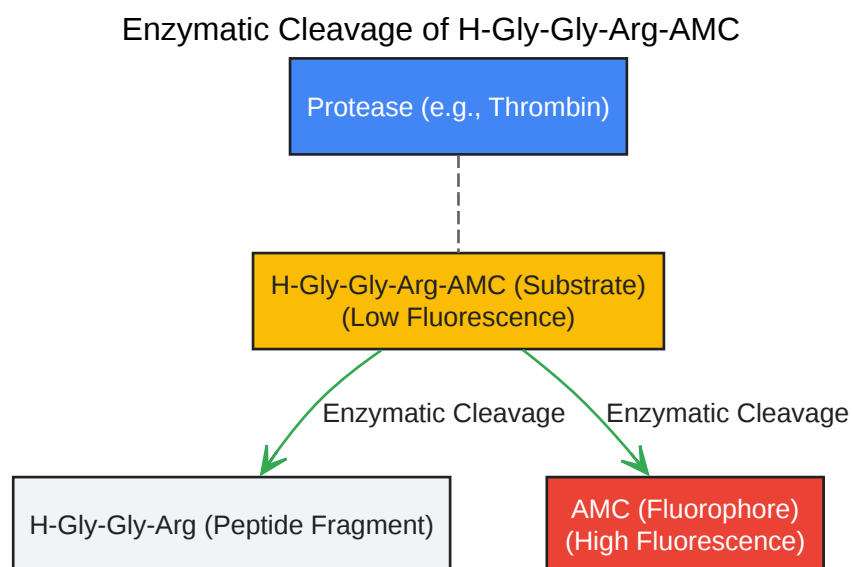 Enzymatic Cleavage of H-Gly-Gly-Arg-AMC
Protease (e.g., Thrombin)
H-Gly-Gly-Arg-AMC (Substrate)
(Low Fluorescence)
Enzymatic Cleavage
Enzymatic Cleavage
H-Gly-Gly-Arg (Peptide Fragment)
AMC (Fluorophore)
(High Fluorescence)